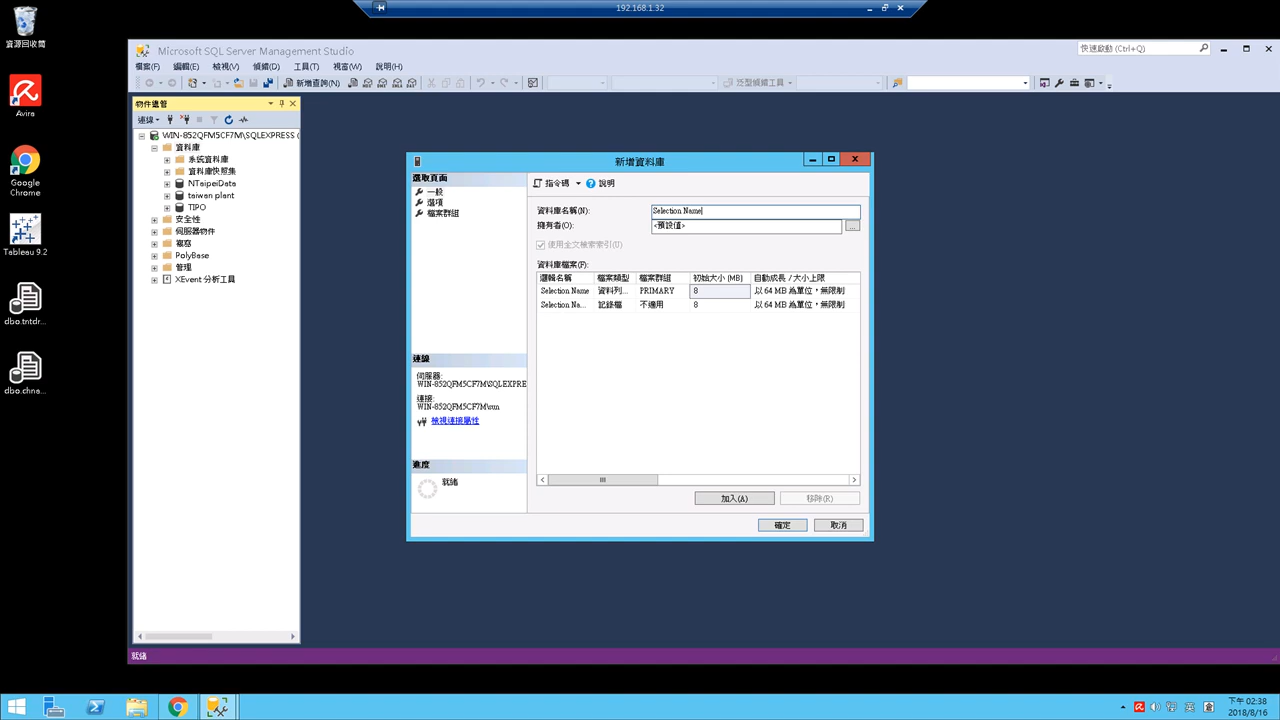 192.168.1.32
資源回收筒
Microsoft SQL Server Management Studio
快速啟動 (Ctrl+Q)
檔案(F) 編輯(E) 檢視(V) 偵錯(D) 工具(T) 視窗(W) 說明(H)
新增查詢(N)
泛型偵錯工具
物件總管
連線
Avira
WIN-852QFM5CF7M\SQLEXPRESS (
資料庫
系統資料庫
資料庫快照集
NTaipeiData
taiwan plant
TIPO
安全性
伺服器物件
複寫
PolyBase
管理
XEvent 分析工具
Google
Chrome
Tableau 9.2
dbo.tntdr...
dbo.chna...
新增資料庫
選取頁面
一般
選項
檔案群組
指令碼 說明
資料庫名稱(N): Selection Name
擁有者(O): <預設值> ...
使用全文檢索索引(U)
資料庫檔案(F):
邏輯名稱 檔案類型 檔案群組 初始大小 (MB) 自動成長 / 大小上限
Selection Name 資料列... PRIMARY 8 以 64 MB 為單位，無限制
Selection Na... 記錄檔 不適用 8 以 64 MB 為單位，無限制
連線
伺服器:
WIN-852QFM5CF7M\SQLEXPRE
連接:
WIN-852QFM5CF7M\sun
檢視連接屬性
進度
就緒
加入(A) 移除(R)
確定 取消
就緒
英
下午 02:38
2018/8/16